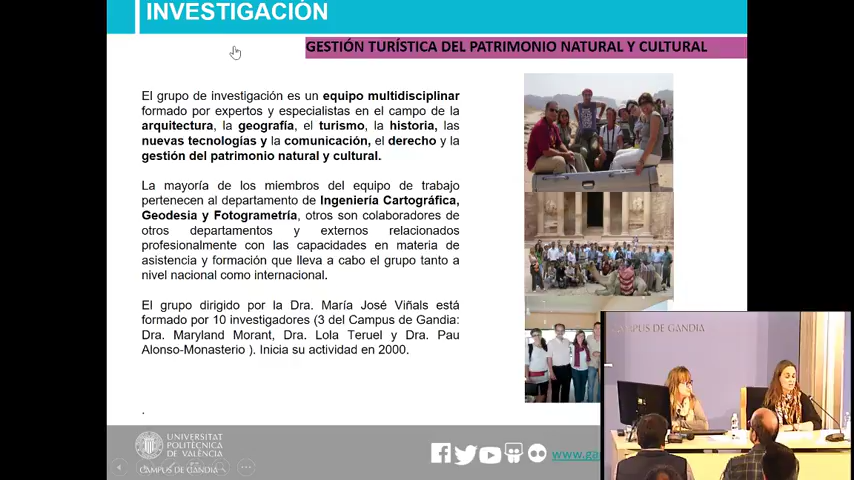 INVESTIGACIÓN
GESTIÓN TURÍSTICA DEL PATRIMONIO NATURAL Y CULTURAL
El grupo de investigación es un equipo multidisciplinar
formado por expertos y especialistas en el campo de la
arquitectura, la geografía, el turismo, la historia, las
nuevas tecnologías y la comunicación, el derecho y la
gestión del patrimonio natural y cultural.
La mayoría de los miembros del equipo de trabajo
pertenecen al departamento de Ingeniería Cartográfica,
Geodesia y Fotogrametría, otros son colaboradores de
otros departamentos y externos relacionados
profesionalmente con las capacidades en materia de
asistencia y formación que lleva a cabo el grupo tanto a
nivel nacional como internacional.
El grupo dirigido por la Dra. María José Viñals está
formado por 10 investigadores (3 del Campus de Gandia:
Dra. Maryland Morant, Dra. Lola Teruel y Dr. Pau
Alonso-Monasterio ). Inicia su actividad en 2000.
.
CAMPUS DE GANDIA
UNIVERSITAT
POLITÈCNICA
DE VALÈNCIA
CAMPUS DE GANDIA
www.ga